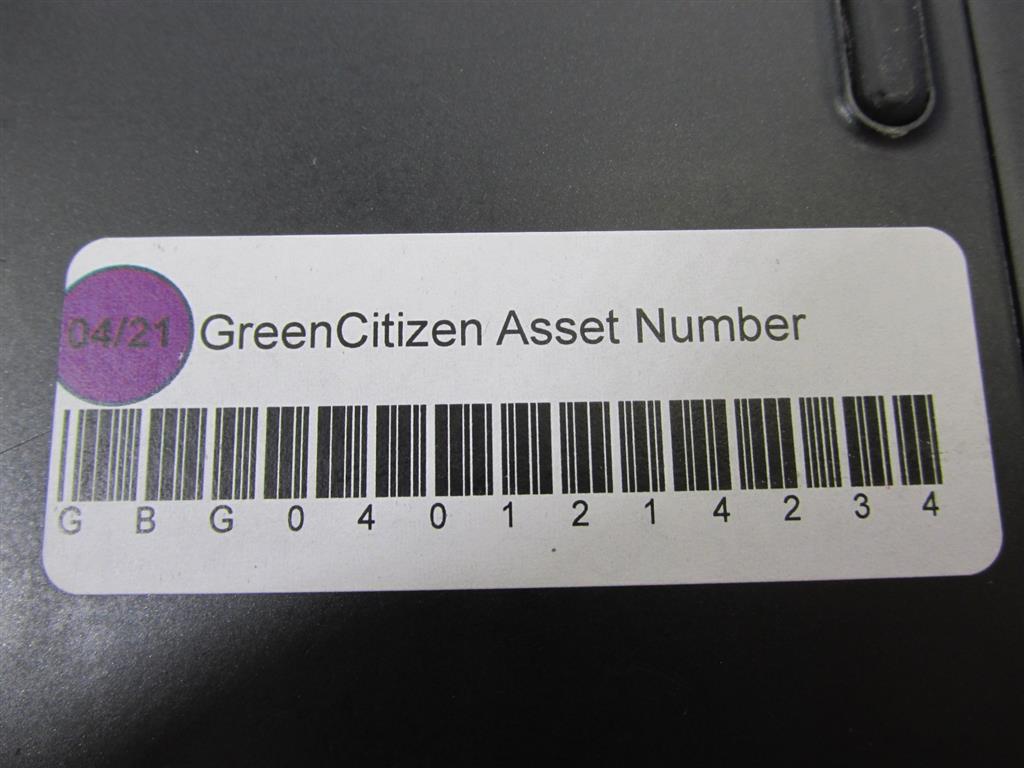 04/21 GreenCitizen Asset Number
G B G 0 4 0 1 2 1 4 2 3 4